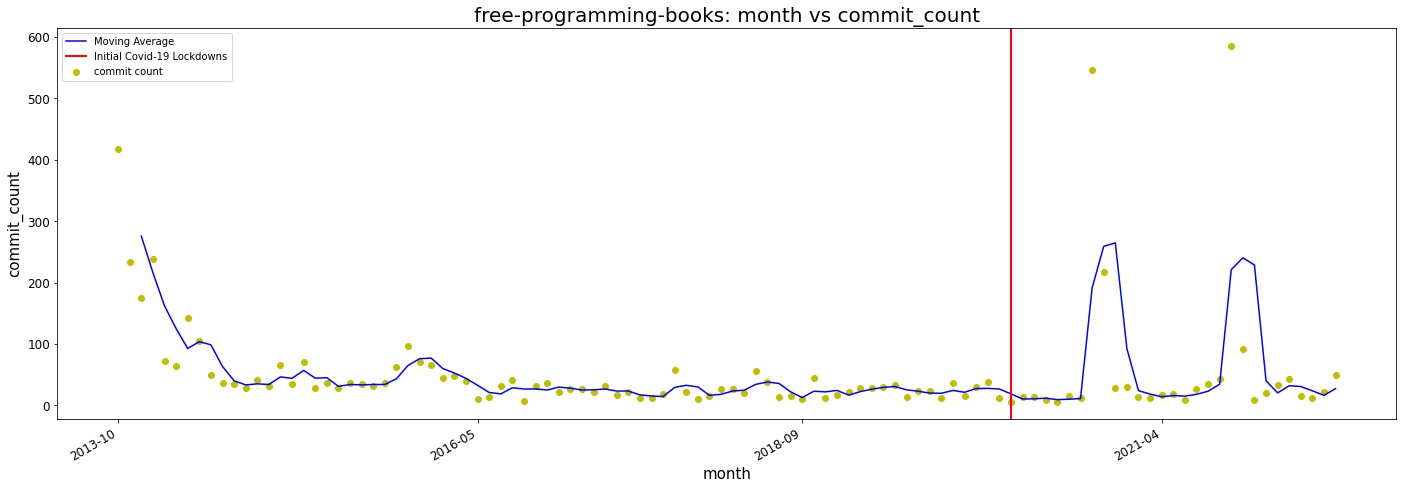 free-programming-books: month vs commit_count
Moving Average
Initial Covid-19 Lockdowns
commit count
600
500
400
300
200
100
0
commit_count
2013-10
2016-05
2018-09
2021-04
month